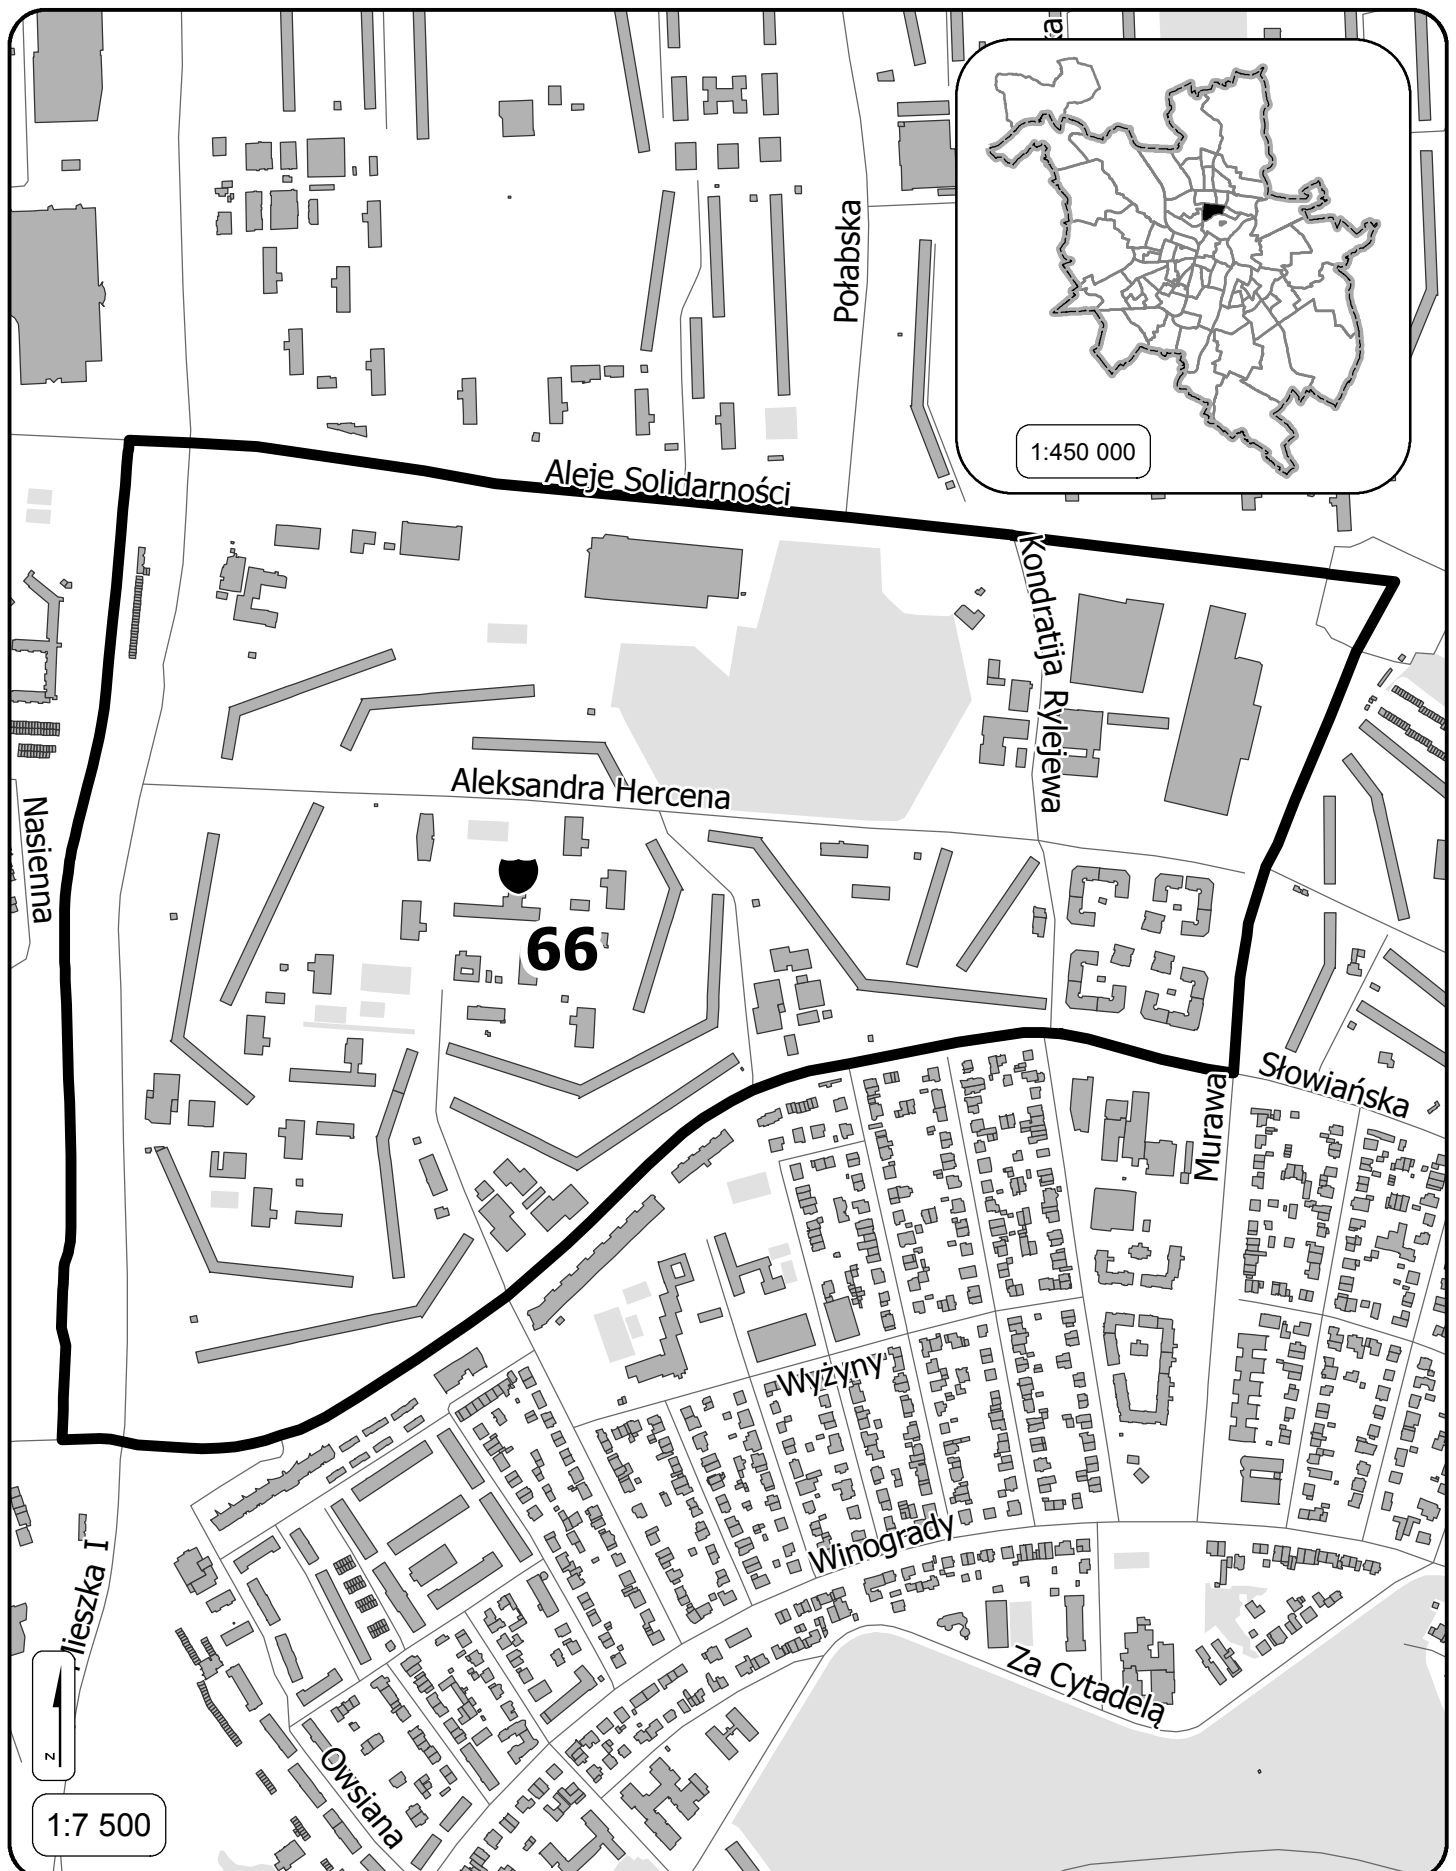 1:450 000
Połabska
Aleje Solidarności
Kondratija Rylejewa
Aleksandra Hercena
Nasienna
66
Słowiańska
Murawa
Wyżyny
Winogrady
Za Cytadelą
Mieszka I
Owsiana
z
1:7 500